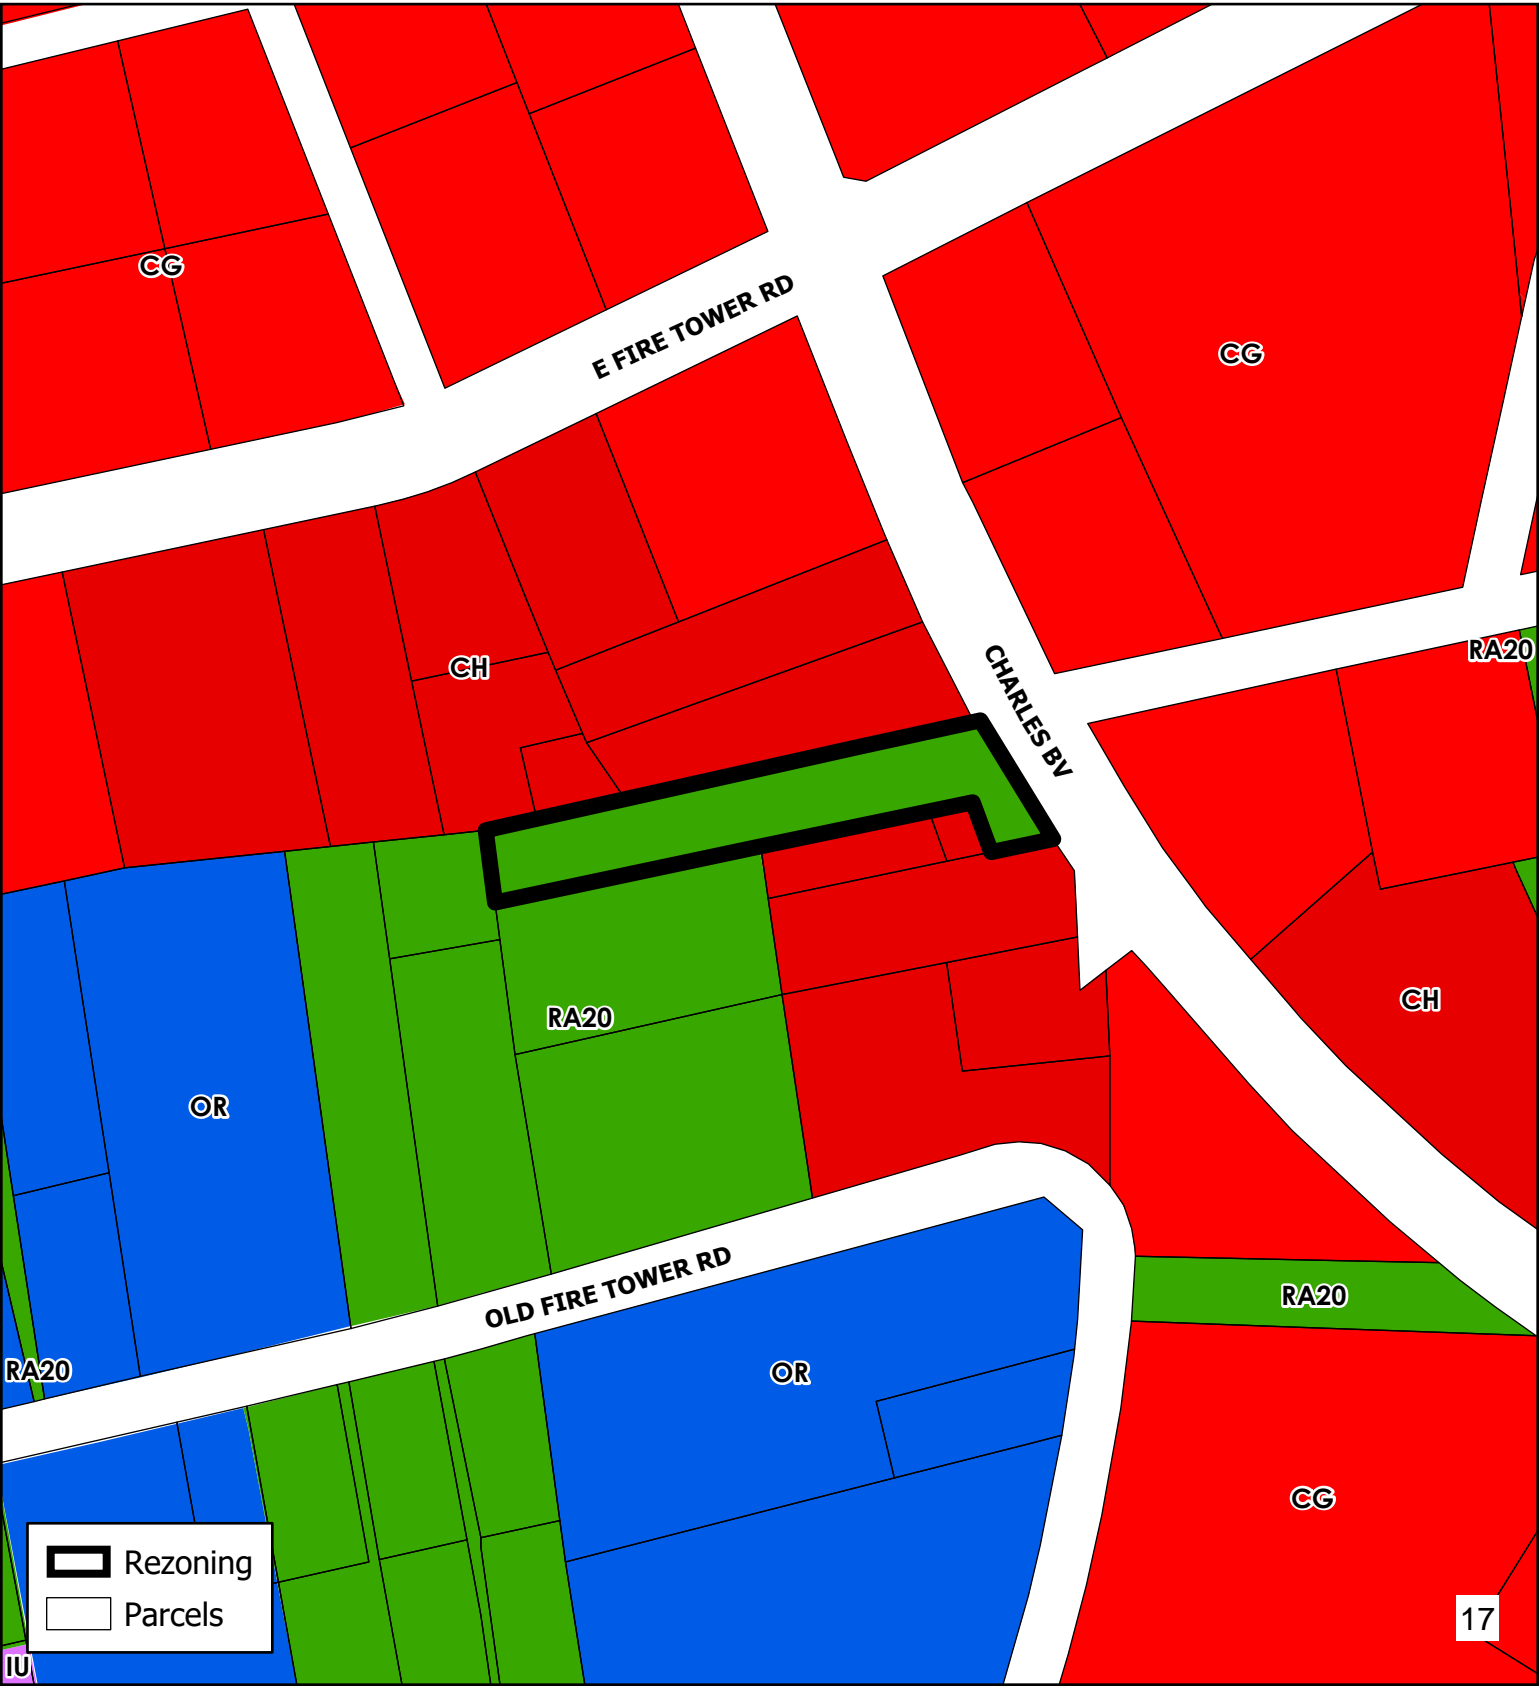 CG
E FIRE TOWER RD
CG
CHARLES BV
RA20
CH
CH
RA20
OR
OLD FIRE TOWER RD
RA20
RA20
OR
CG
Rezoning
Parcels
17
IU